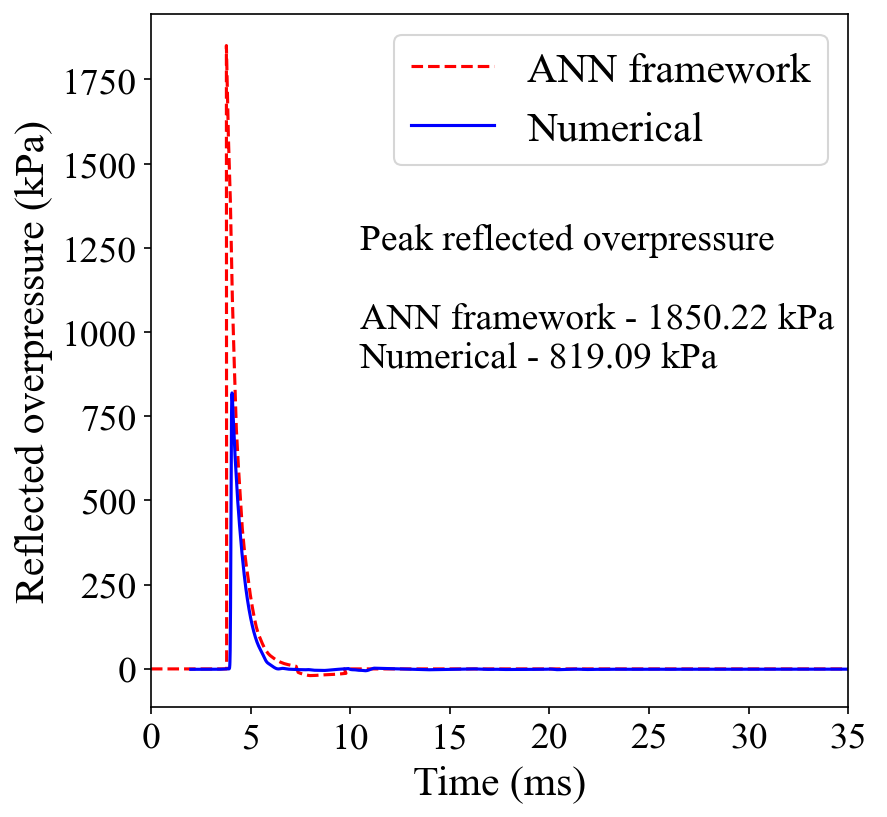 ANN framework
Numerical
Peak reflected overpressure
ANN framework - 1850.22 kPa
Numerical - 819.09 kPa
Reflected overpressure (kPa)
1750
1500
1250
1000
750
500
250
0
0 5 10 15 20 25 30 35
Time (ms)